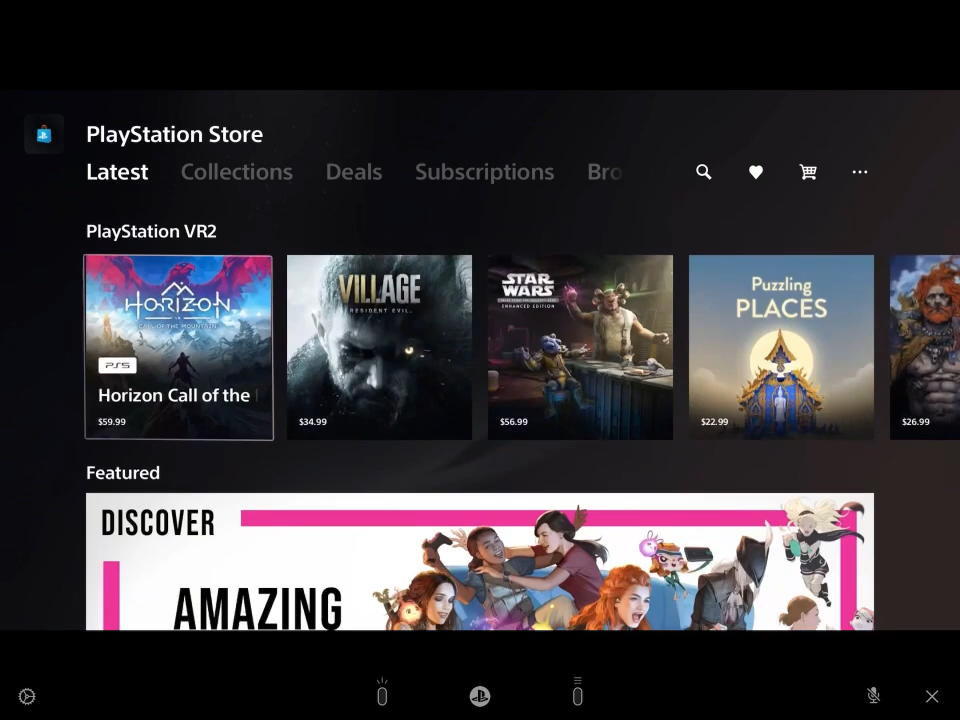 PlayStation Store
Latest Collections Deals Subscriptions Bro
PlayStation VR2
HORIZON
CALL OF THE MOUNTAIN
PS5
Horizon Call of the
$59.99
VILLAGE
RESIDENT EVIL
$34.99
STAR
WARS
ENHANCED EDITION
$56.99
Puzzling
PLACES
$22.99
$26.99
Featured
DISCOVER
AMAZING